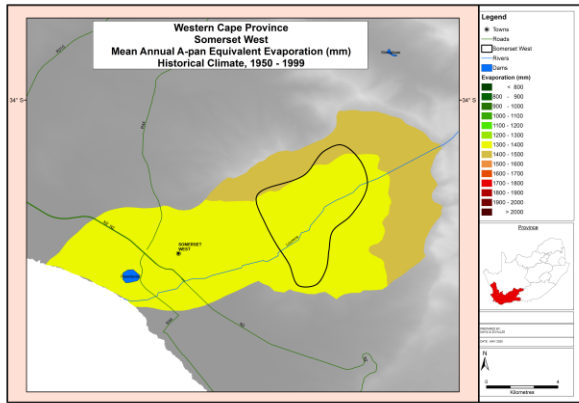 Western Cape Province
Somerset West
Mean Annual A-pan Equivalent Evaporation (mm)
Historical Climate, 1950 - 1999
34° S
34° S
SOMERSET
WEST
Legend
Towns
Roads
Somerset West
Rivers
Dams
Evaporation (mm)
< 800
800 - 900
900 - 1000
1000 - 1100
1100 - 1200
1200 - 1300
1300 - 1400
1400 - 1500
1500 - 1600
1600 - 1700
1700 - 1800
1800 - 1900
1900 - 2000
> 2000
Province
N
0
4
Kilometres